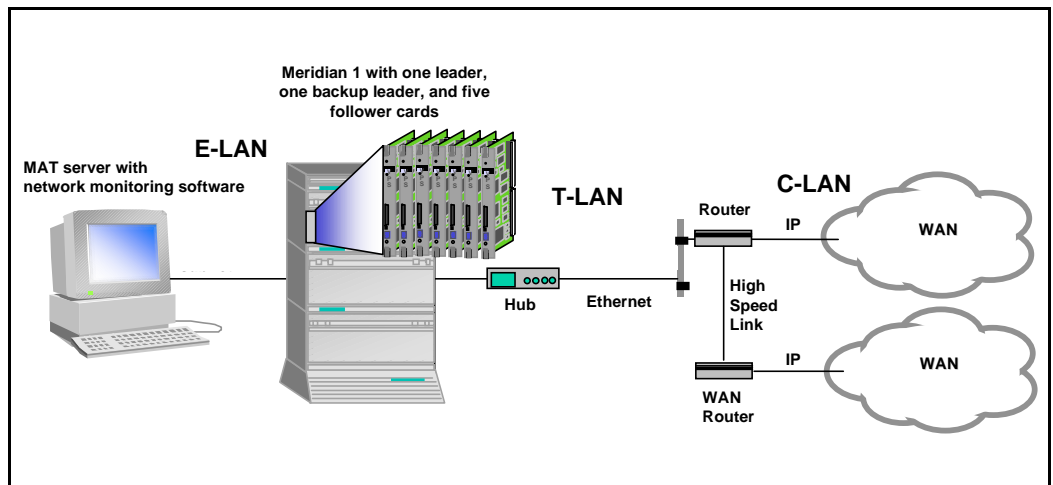 Meridian 1 with one leader,
one backup leader, and five
follower cards
E-LAN
MAT server with
network monitoring software
T-LAN
C-LAN
Router
IP
WAN
Hub
Ethernet
High
Speed
Link
IP
WAN
WAN
Router